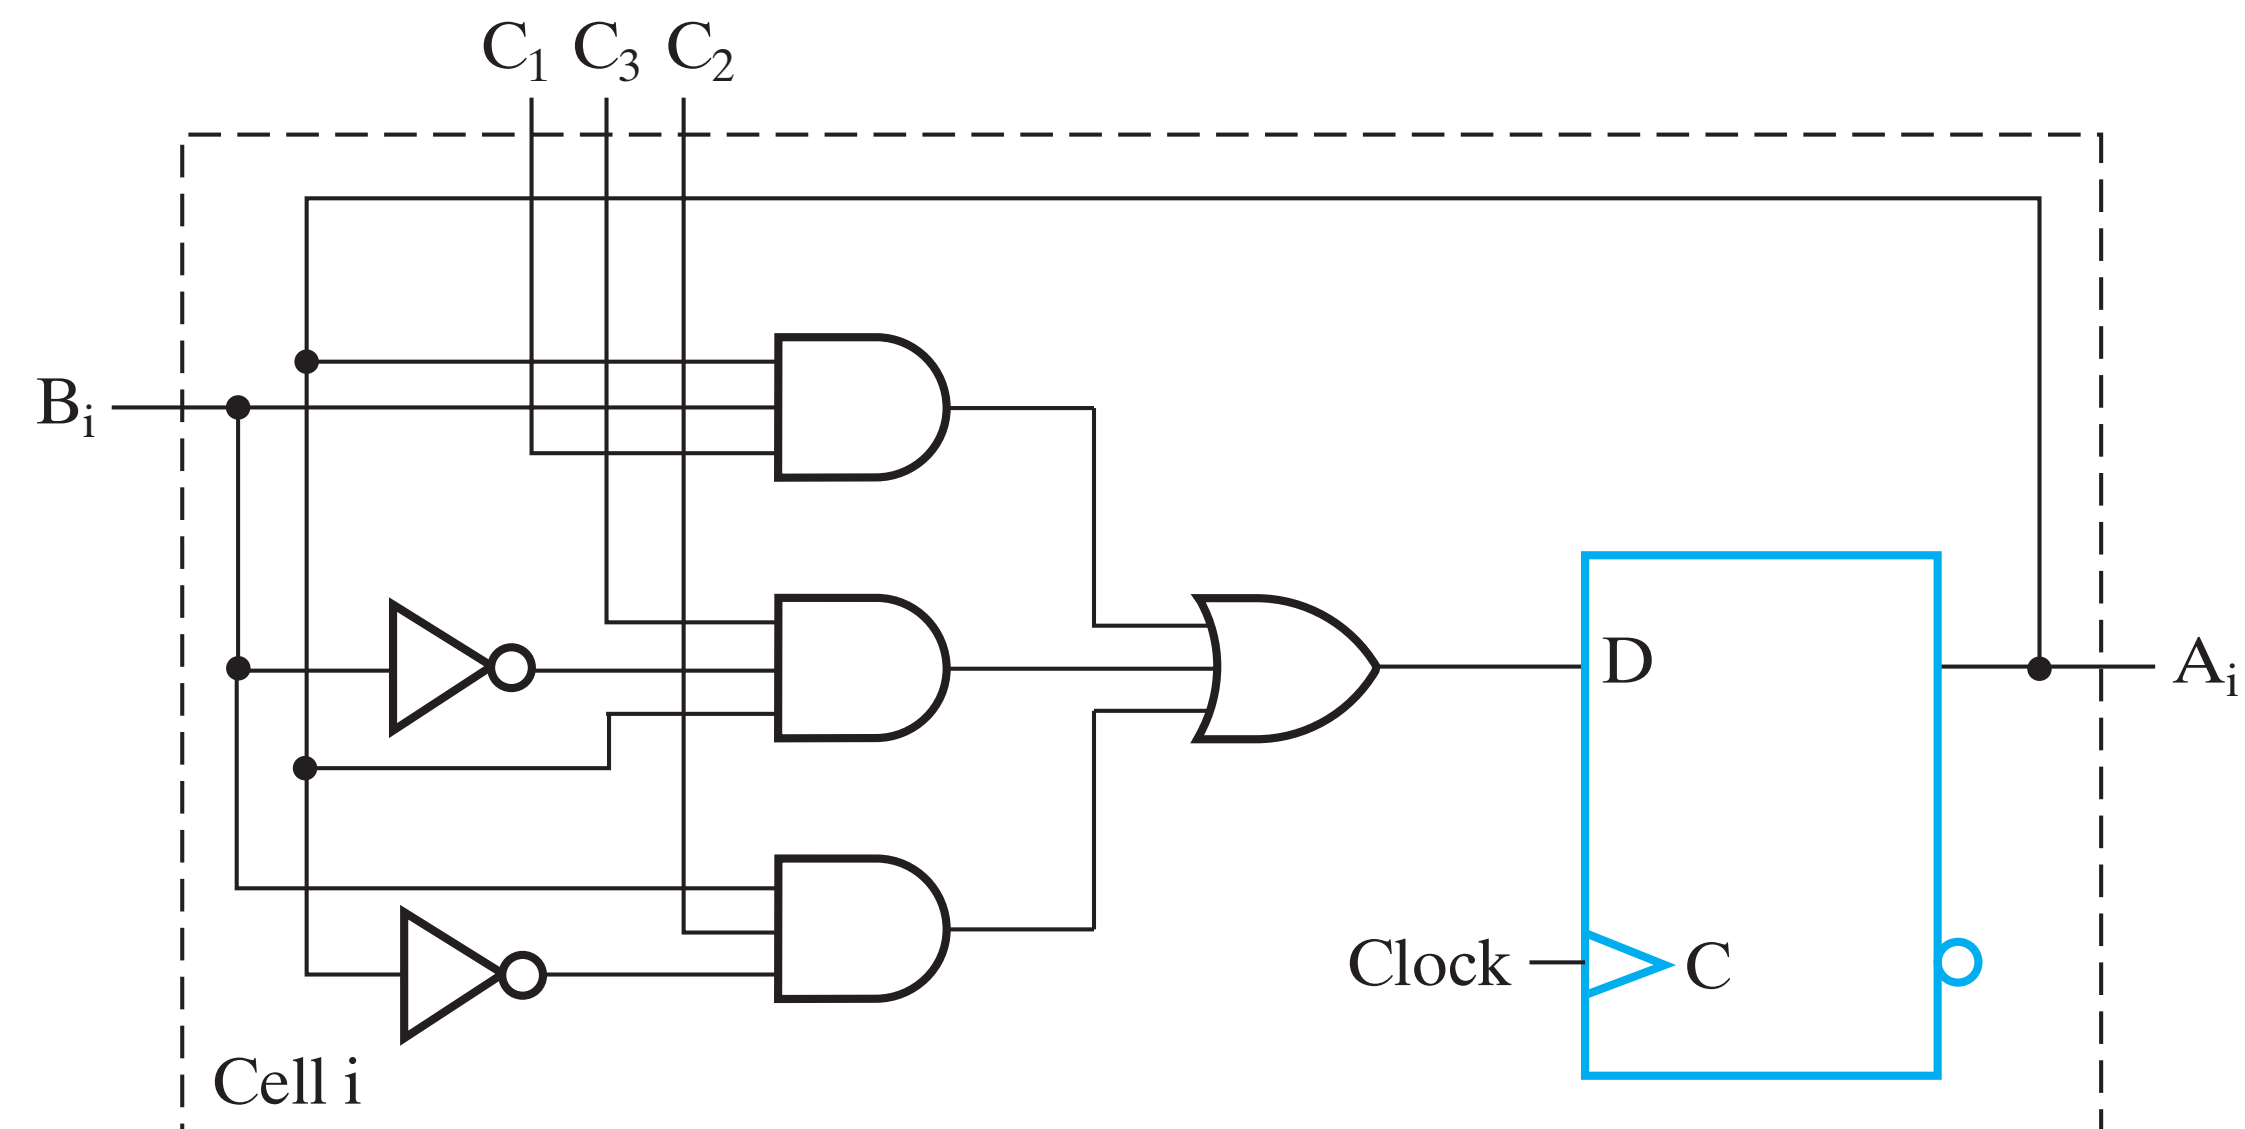 C₁ C₃ C₂
Bᵢ
D
Aᵢ
Clock C
Cell i